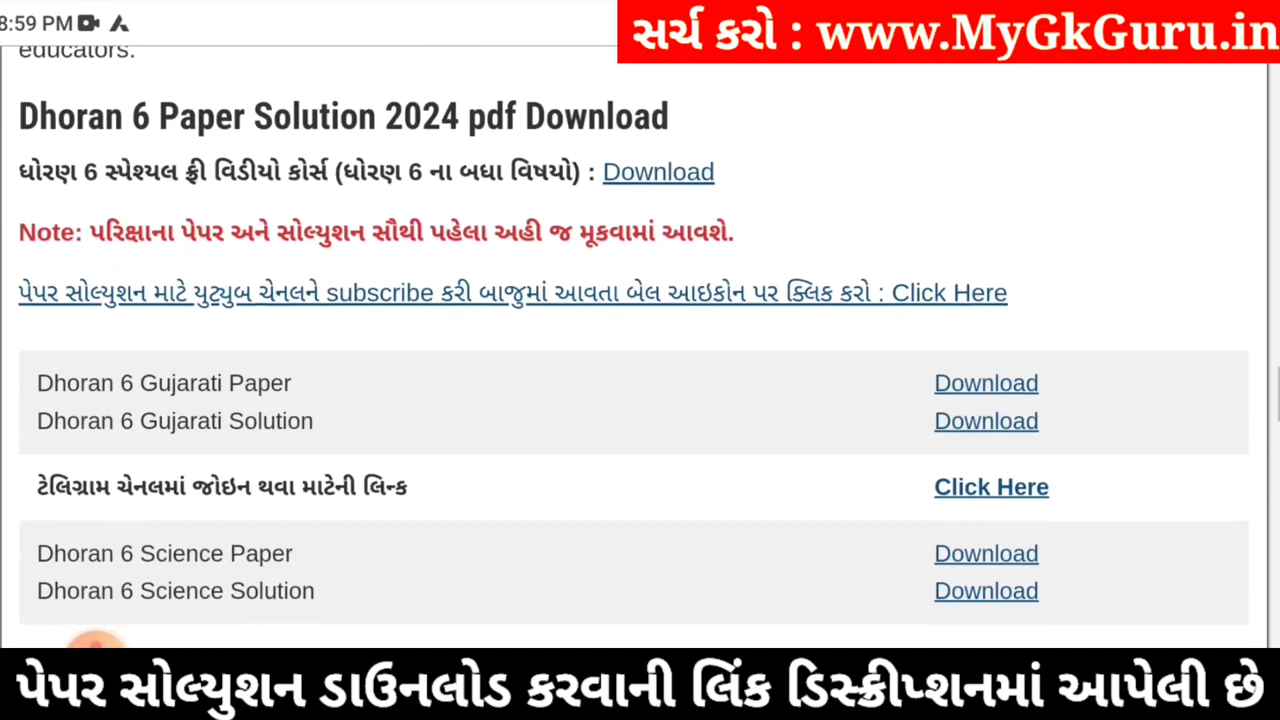 8:59 PM
સર્ચ કરો : www.MyGkGuru.in
educators.
Dhoran 6 Paper Solution 2024 pdf Download
ધોરણ 6 સ્પેશ્યલ ફ્રી વિડીયો કોર્સ (ધોરણ 6 ના બધા વિષયો) : Download
Note: પરિક્ષાના પેપર અને સોલ્યુશન સૌથી પહેલા અહી જ મૂકવામાં આવશે.
પેપર સોલ્યુશન માટે યુટ્યુબ ચેનલને subscribe કરી બાજુમાં આવતા બેલ આઇકોન પર ક્લિક કરો : Click Here
Dhoran 6 Gujarati Paper Download
Dhoran 6 Gujarati Solution Download
ટેલિગ્રામ ચેનલમાં જોઇન થવા માટેની લિન્ક Click Here
Dhoran 6 Science Paper Download
Dhoran 6 Science Solution Download
પેપર સોલ્યુશન ડાઉનલોડ કરવાની લિંક ડિસ્ક્રીપ્શનમાં આપેલી છે